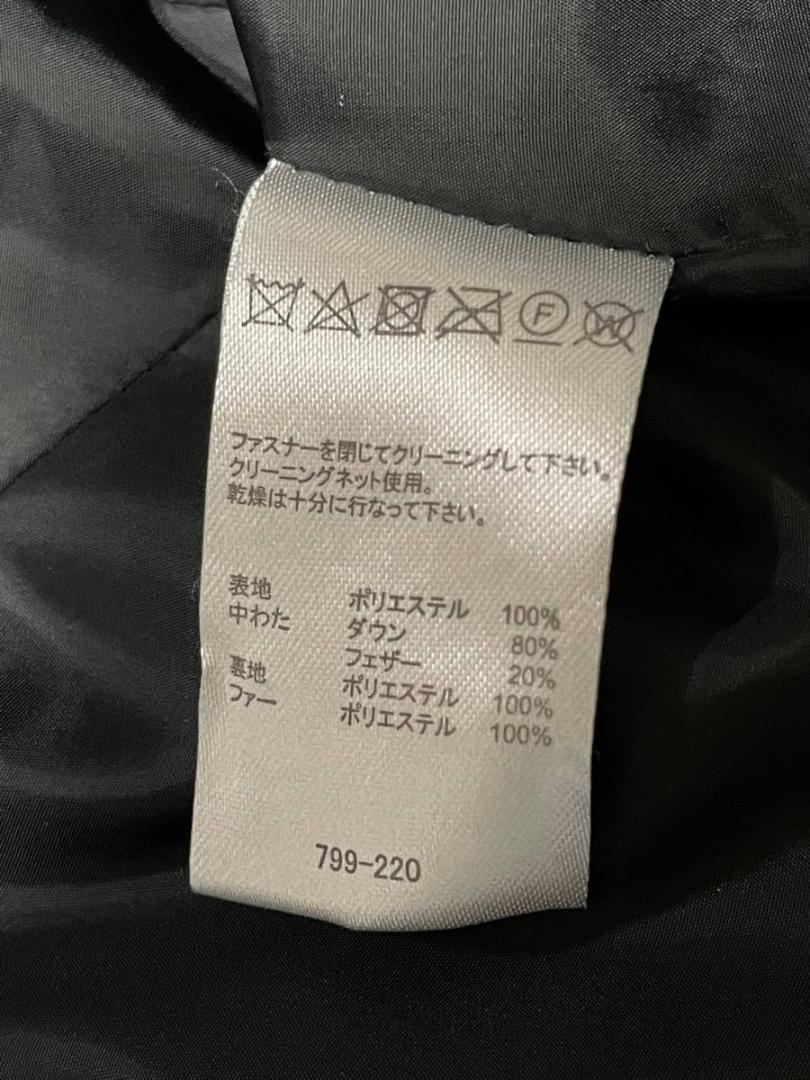 F W
ファスナーを閉じてクリーニングして下さい。
クリーニングネット使用。
乾燥は十分に行なって下さい。
表地 ポリエステル 100%
中わた ダウン 80%
フェザー 20%
裏地 ポリエステル 100%
ファー ポリエステル 100%
799-220